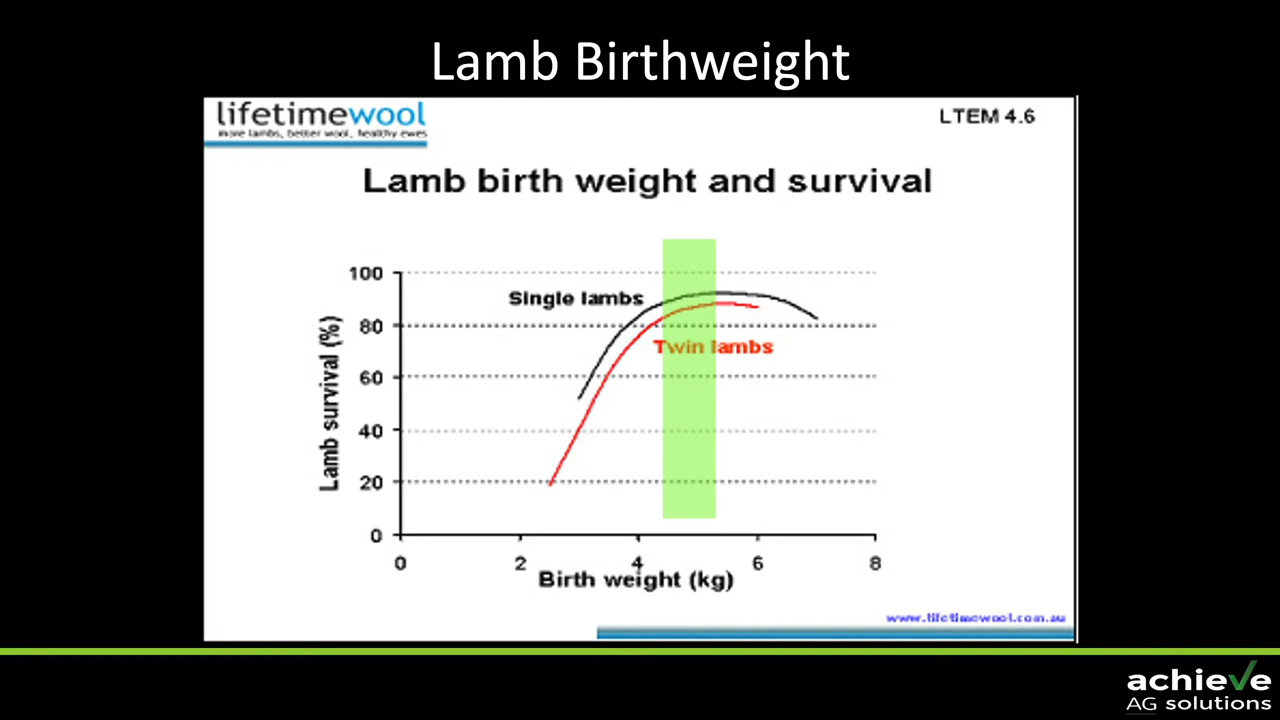 Lamb Birthweight
lifetimewool
more lambs, better wool, healthy ewes
LTEM 4.6
Lamb birth weight and survival
100
80
60
40
20
0
Lamb survival (%)
Single lambs
Twin lambs
0 2 4 6 8
Birth weight (kg)
www.lifetimewool.com.au
achieve
AG solutions